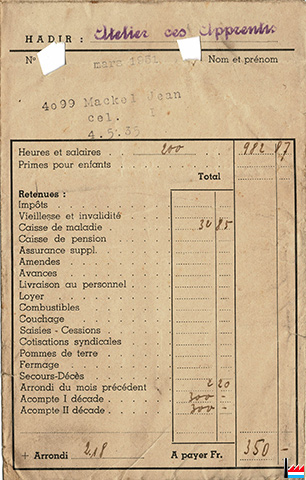 HADIR : Atelier des Apprentis
N° mars 1951 Nom et prénom
4099 Mackel Jean
cel. I
4.5.35
Heures et salaires . . 200 982 87
Primes pour enfants . . . .
Total
Retenues :
Impôts
Vieillesse et invalidité
Caisse de maladie 34 85
Caisse de pension
Assurance suppl.
Amendes
Avances
Livraison au personnel
Loyer
Combustibles
Couchage
Saisies - Cessions
Cotisations syndicales
Pommes de terre
Fermage
Secours-Décès
Arrondi du mois précédent 2 20
Acompte I décade 300 -
Acompte II décade 300 -
+ Arrondi 2.18 A payer Fr. 350 -